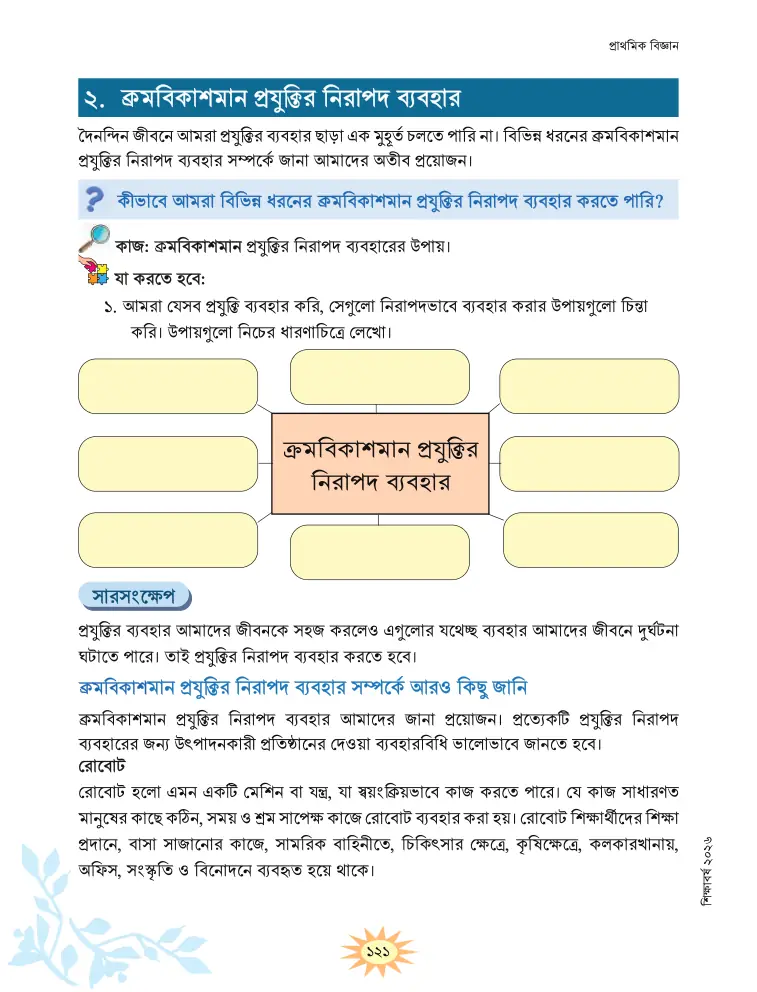 প্রাথমিক বিজ্ঞান
২. ক্রমবিকাশমান প্রযুক্তির নিরাপদ ব্যবহার
দৈনন্দিন জীবনে আমরা প্রযুক্তির ব্যবহার ছাড়া এক মুহূর্ত চলতে পারি না। বিভিন্ন ধরনের ক্রমবিকাশমান
প্রযুক্তির নিরাপদ ব্যবহার সম্পর্কে জানা আমাদের অতীব প্রয়োজন।
? কীভাবে আমরা বিভিন্ন ধরনের ক্রমবিকাশমান প্রযুক্তির নিরাপদ ব্যবহার করতে পারি?
কাজ: ক্রমবিকাশমান প্রযুক্তির নিরাপদ ব্যবহারের উপায়।
যা করতে হবে:
১. আমরা যেসব প্রযুক্তি ব্যবহার করি, সেগুলো নিরাপদভাবে ব্যবহার করার উপায়গুলো চিন্তা
করি। উপায়গুলো নিচের ধারণাচিত্রে লেখো।
ক্রমবিকাশমান প্রযুক্তির
নিরাপদ ব্যবহার
সারসংক্ষেপ
প্রযুক্তির ব্যবহার আমাদের জীবনকে সহজ করলেও এগুলোর যথেচ্ছ ব্যবহার আমাদের জীবনে দুর্ঘটনা
ঘটাতে পারে। তাই প্রযুক্তির নিরাপদ ব্যবহার করতে হবে।
ক্রমবিকাশমান প্রযুক্তির নিরাপদ ব্যবহার সম্পর্কে আরও কিছু জানি
ক্রমবিকাশমান প্রযুক্তির নিরাপদ ব্যবহার আমাদের জানা প্রয়োজন। প্রত্যেকটি প্রযুক্তির নিরাপদ
ব্যবহারের জন্য উৎপাদনকারী প্রতিষ্ঠানের দেওয়া ব্যবহারবিধি ভালোভাবে জানতে হবে।
রোবোট
রোবোট হলো এমন একটি মেশিন বা যন্ত্র, যা স্বয়ংক্রিয়ভাবে কাজ করতে পারে। যে কাজ সাধারণত
মানুষের কাছে কঠিন, সময় ও শ্রম সাপেক্ষ কাজে রোবোট ব্যবহার করা হয়। রোবোট শিক্ষার্থীদের শিক্ষা
প্রদানে, বাসা সাজানোর কাজে, সামরিক বাহিনীতে, চিকিৎসার ক্ষেত্রে, কৃষিক্ষেত্রে, কলকারখানায়,
অফিস, সংস্কৃতি ও বিনোদনে ব্যবহৃত হয়ে থাকে।
শিক্ষাবর্ষ ২০২৬
১২১